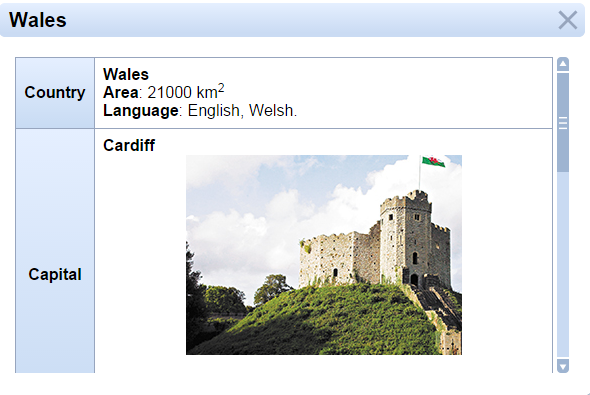 Wales
Country
Wales
Area: 21000 km²
Language: English, Welsh.
Capital
Cardiff